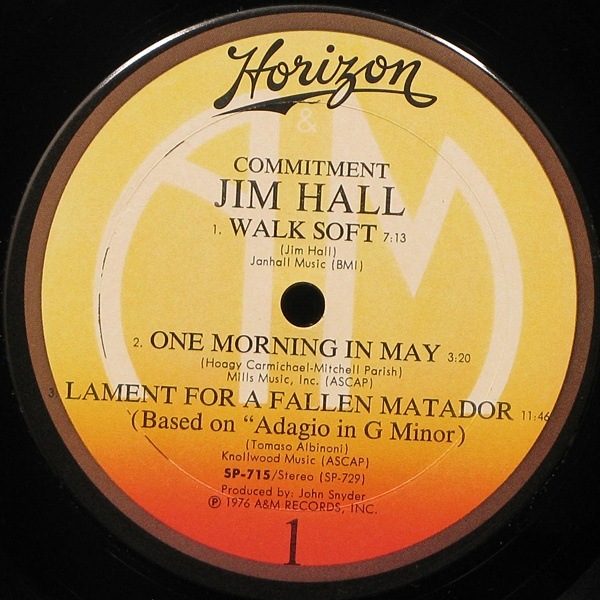 Horizon
A&M
COMMITMENT
JIM HALL
1. WALK SOFT 7:13
(Jim Hall)
Janhall Music (BMI)
2. ONE MORNING IN MAY 3:20
(Hoagy Carmichael-Mitchell Parish)
Mills Music, Inc. (ASCAP)
3. LAMENT FOR A FALLEN MATADOR 11:46
(Based on “Adagio in G Minor)
(Tomaso Albinoni)
Knollwood Music (ASCAP)
SP-715/Stereo (SP-729)
Produced by: John Snyder
℗ 1976 A&M RECORDS, INC.
1